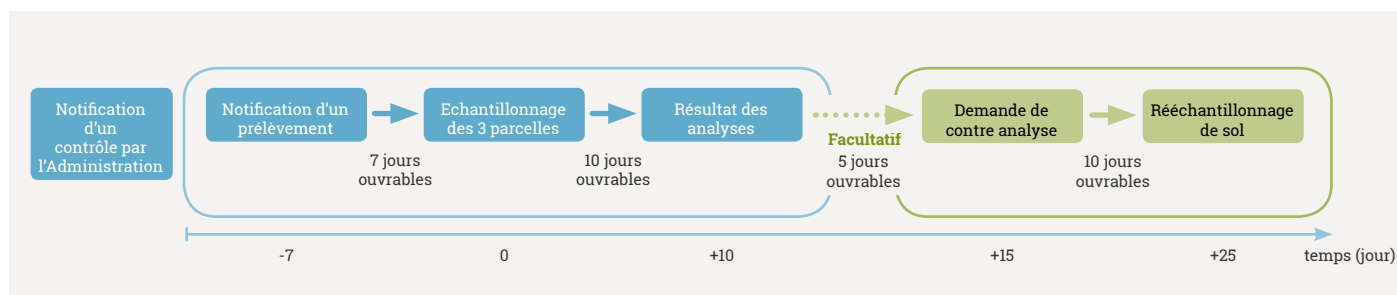 Notification
d'un
contrôle par
l'Administration
Notification d'un
prélèvement
Echantillonnage
des 3 parcelles
Résultat des
analyses
Demande de
contre analyse
Rééchantillonnage
de sol
Facultatif
7 jours
ouvrables
10 jours
ouvrables
5 jours
ouvrables
10 jours
ouvrables
-7
0
+10
+15
+25
temps (jour)